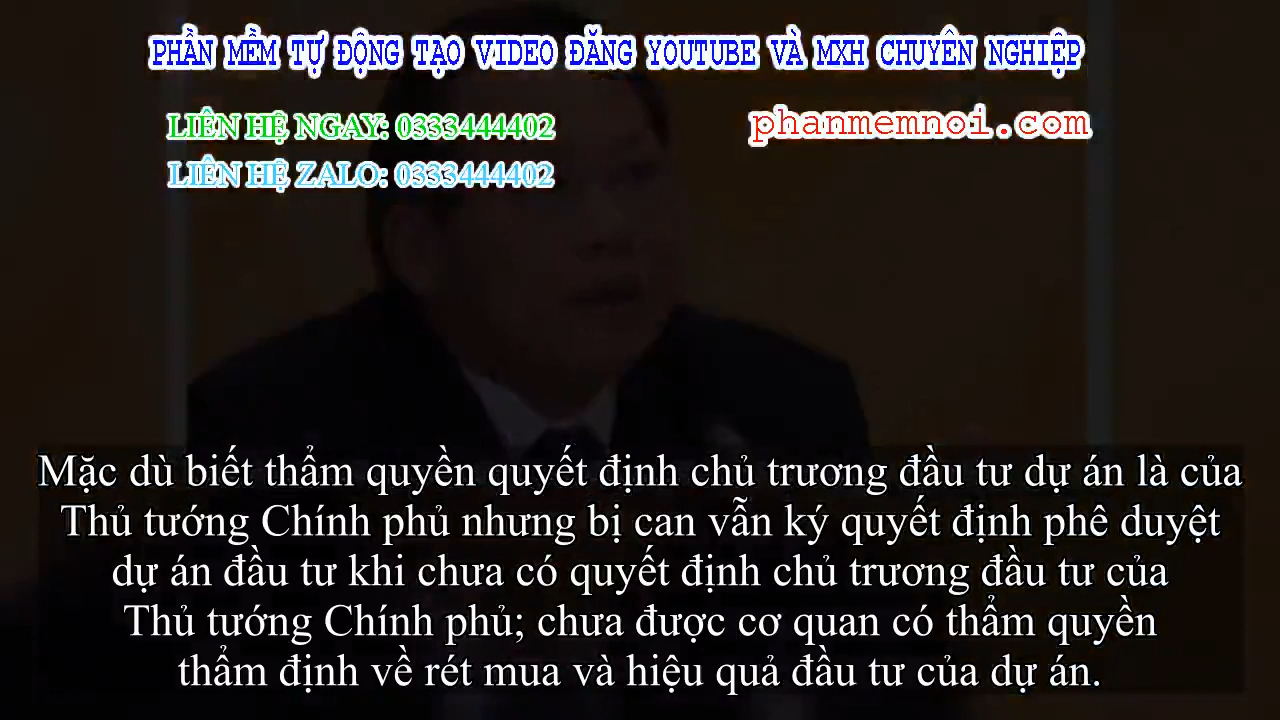 PHẦN MỀM TỰ ĐỘNG TẠO VIDEO ĐĂNG YOUTUBE VÀ MXH CHUYÊN NGHIỆP
LIÊN HỆ NGAY: 0333444402
phanmemnoi.com
LIÊN HỆ ZALO: 0333444402
Mặc dù biết thẩm quyền quyết định chủ trương đầu tư dự án là của
Thủ tướng Chính phủ nhưng bị can vẫn ký quyết định phê duyệt
dự án đầu tư khi chưa có quyết định chủ trương đầu tư của
Thủ tướng Chính phủ; chưa được cơ quan có thẩm quyền
thẩm định về rét mua và hiệu quả đầu tư của dự án.